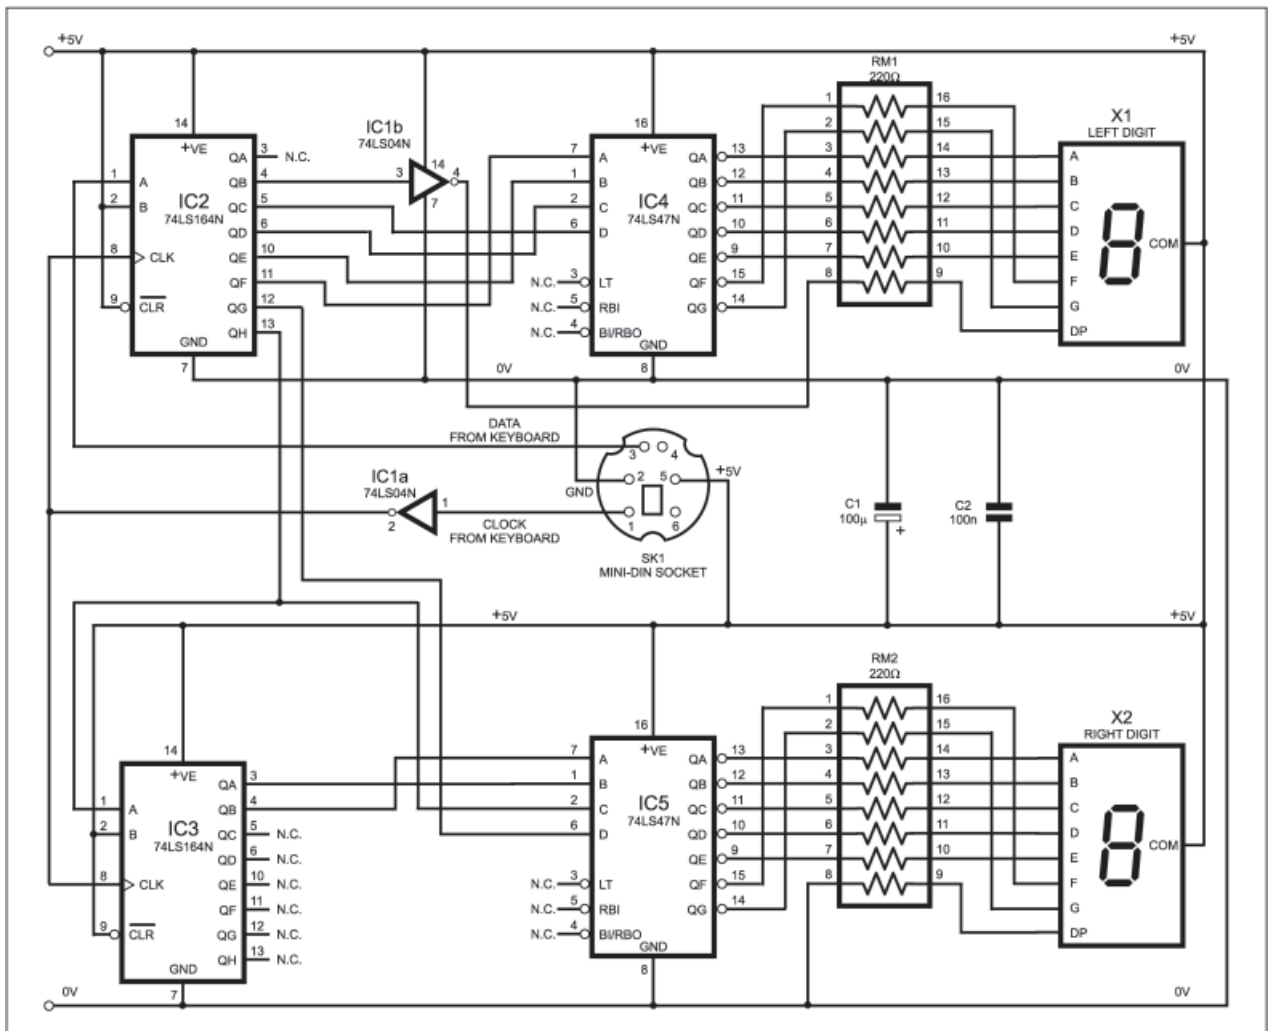 +5V
+5V
RM1
220Ω
IC1b
74LS04N
X1
LEFT DIGIT
14
+VE
16
+VE
1 A
2 B
IC2
74LS164N
8 CLK
9 CLR
GND
7
QA 3 N.C.
QB 4
QC 5
QD 6
QE 10
QF 11
QG 12
QH 13
3
14
4
7
7 A
1 B
2 C
6 D
IC4
74LS47N
N.C. 3 LT
N.C. 5 RBI
N.C. 4 BI/RBO
GND
8
QA 13
QB 12
QC 11
QD 10
QE 9
QF 15
QG 14
1 16
2 15
3 14
4 13
5 12
6 11
7 10
8 9
A
B
C
D
E
F
G
DP
8
COM
0V
0V
DATA
FROM KEYBOARD
IC1a
74LS04N
1
2
CLOCK
FROM KEYBOARD
GND
3 4
2 5
1 6
+5V
SK1
MINI-DIN SOCKET
C1
100μ
+
C2
100n
+5V
+5V
RM2
220Ω
X2
RIGHT DIGIT
14
+VE
16
+VE
1 A
2 B
IC3
74LS164N
8 CLK
9 CLR
GND
7
QA 3
QB 4
QC 5 N.C.
QD 6 N.C.
QE 10 N.C.
QF 11 N.C.
QG 12 N.C.
QH 13 N.C.
7 A
1 B
2 C
6 D
IC5
74LS47N
N.C. 3 LT
N.C. 5 RBI
N.C. 4 BI/RBO
GND
8
QA 13
QB 12
QC 11
QD 10
QE 9
QF 15
QG 14
1 16
2 15
3 14
4 13
5 12
6 11
7 10
8 9
A
B
C
D
E
F
G
DP
8
COM
0V
0V